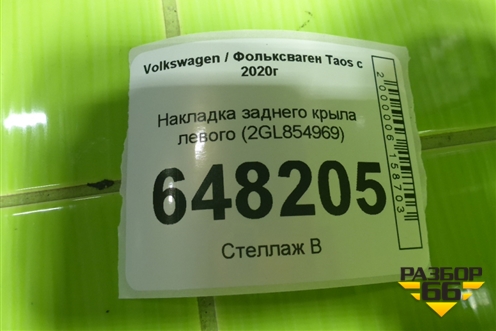 Volkswagen / Фольксваген Taos с
2020г
Накладка заднего крыла
левого (2GL854969)
648205
Стеллаж В
2000006158703
РАЗБОР
66